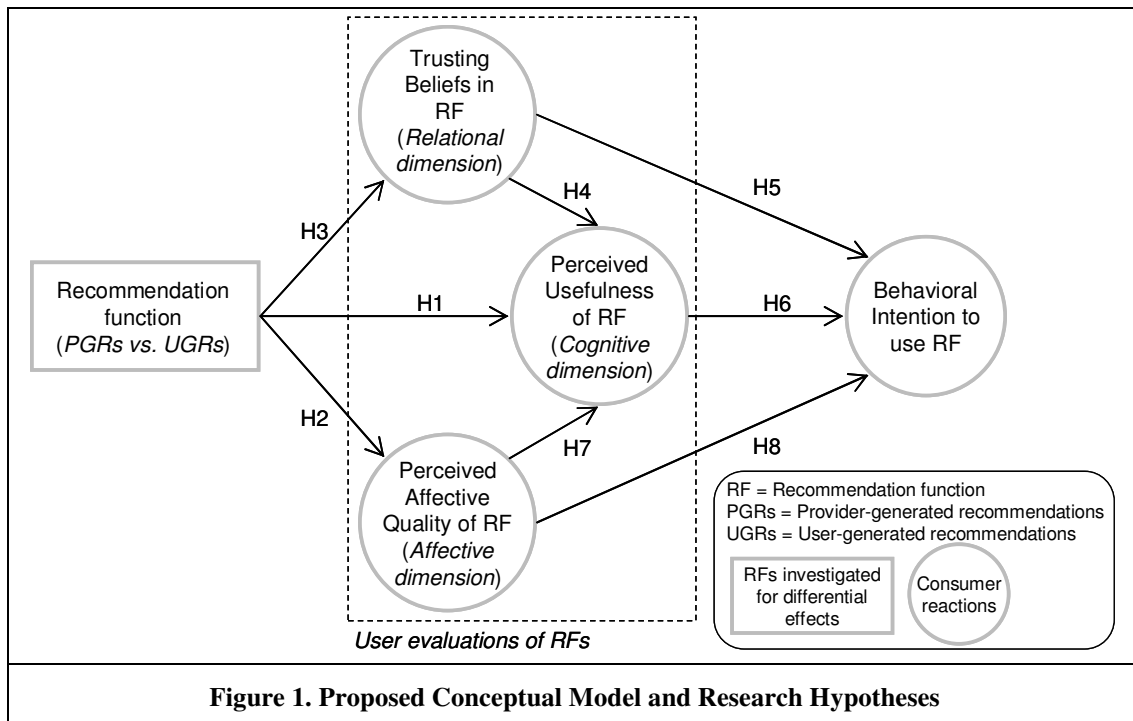 Trusting
Beliefs in
RF
(Relational
dimension)
H4
H5
H3
Recommendation
function
(PGRs vs. UGRs)
H1
Perceived
Usefulness
of RF
(Cognitive
dimension)
H6
Behavioral
Intention to
use RF
H2
H7
H8
Perceived
Affective
Quality of RF
(Affective
dimension)
User evaluations of RFs
RF = Recommendation function
PGRs = Provider-generated recommendations
UGRs = User-generated recommendations
RFs investigated
for differential
effects
Consumer
reactions
Figure 1. Proposed Conceptual Model and Research Hypotheses